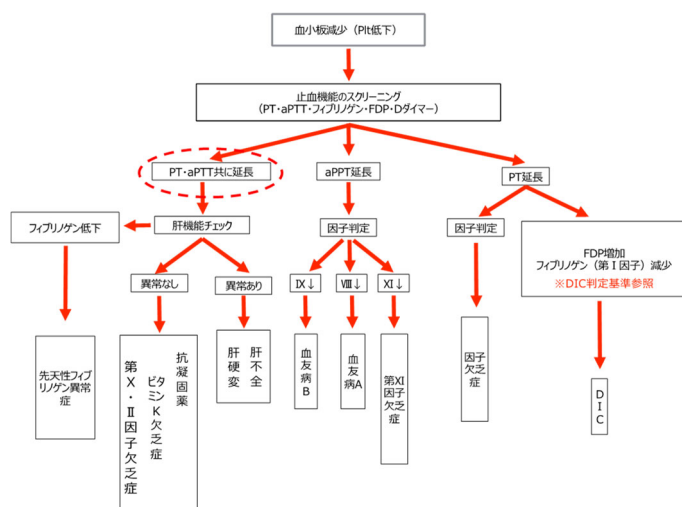 血小板減少（Plt低下）
止血機能のスクリーニング
（PT・aPTT・フィブリノゲン・FDP・Dダイマー）
PT・aPTT共に延長
aPPT延長
PT延長
フィブリノゲン低下
肝機能チェック
因子判定
因子判定
FDP増加
フィブリノゲン（第Ⅰ因子）減少
※DIC判定基準参照
異常なし
異常あり
Ⅸ↓
Ⅷ↓
Ⅺ↓
先天性フィブ
リノゲン異常
症
抗凝固薬
ビタミンK欠乏症
第Ⅹ・Ⅱ因子欠乏症
肝不全
肝硬変
血友病B
血友病A
第Ⅺ
因子
欠乏
症
因子
欠乏症
DIC